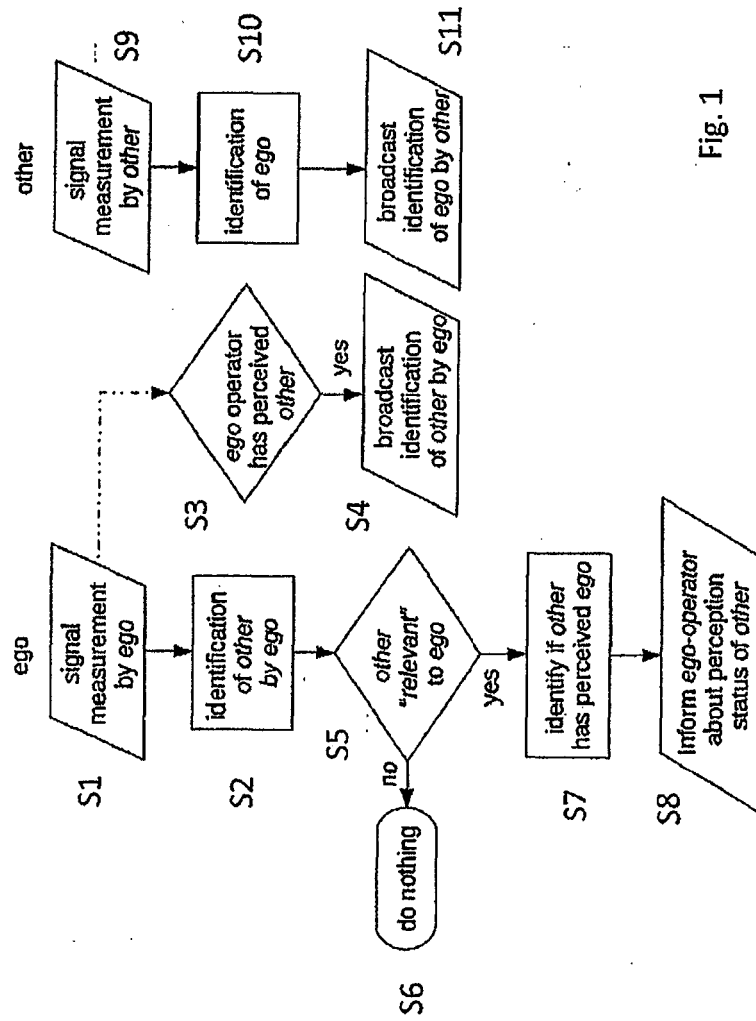 ego
S1
signal
measurement
by ego
S2
identification
of other
by ego
S5
other
"relevant"
to ego
no
S6
do nothing
yes
S7
identify if other
has perceived ego
S8
Inform ego-operator
about perception
status of other
S3
ego operator
has perceived
other
yes
S4
broadcast
identification
of other by ego
other
S9
signal
measurement
by other
S10
identification
of ego
S11
broadcast
identification
of ego by other
Fig. 1